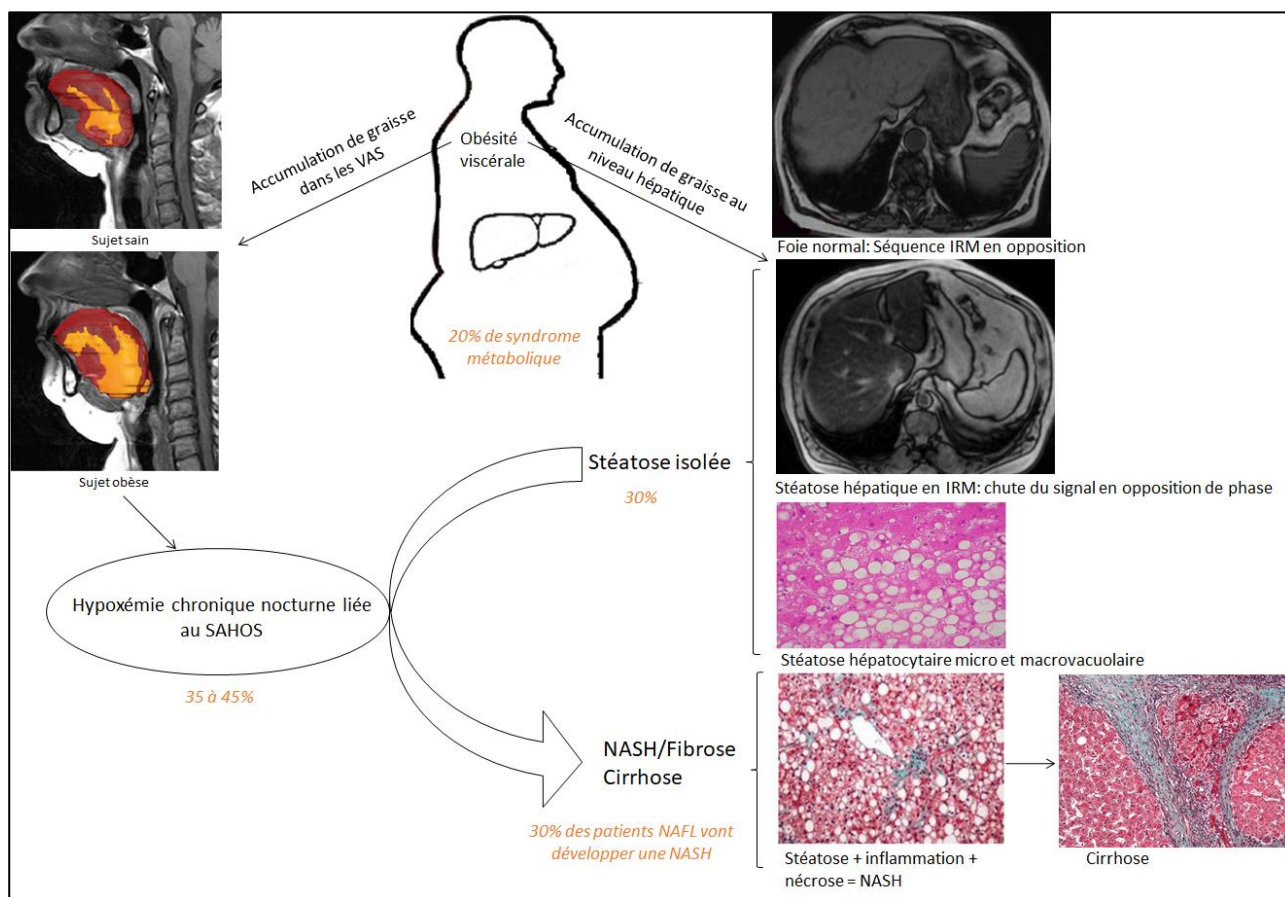 Sujet sain
Accumulation de graisse
dans les VAS
Obésité
viscérale
Accumulation de graisse au
niveau hépatique
Foie normal: Séquence IRM en opposition
20% de syndrome
métabolique
Sujet obèse
Stéatose isolée
30%
Stéatose hépatique en IRM: chute du signal en opposition de phase
Stéatose hépatocytaire micro et macrovacuolaire
Hypoxémie chronique nocturne liée
au SAHOS
35 à 45%
NASH/Fibrose
Cirrhose
30% des patients NAFL vont
développer une NASH
Stéatose + inflammation +
nécrose = NASH
Cirrhose